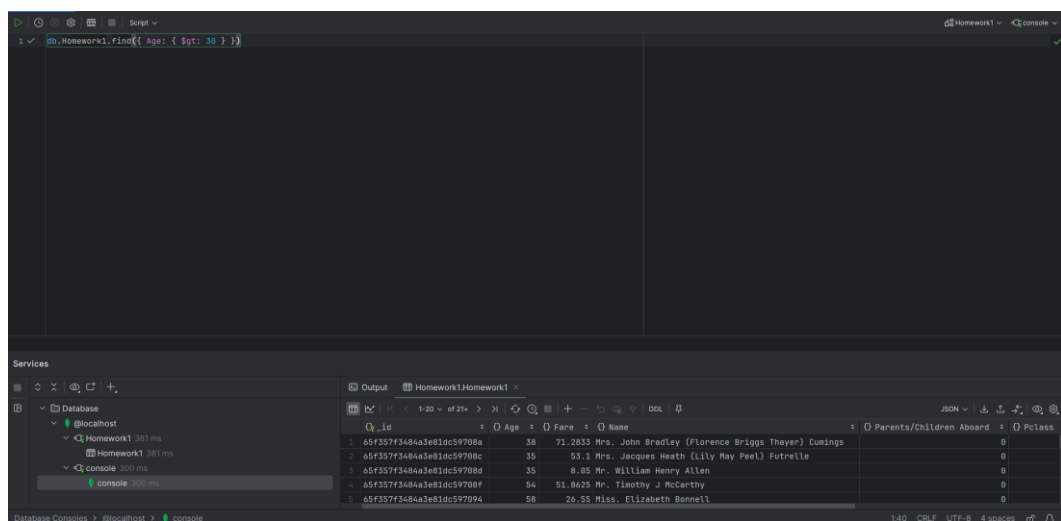 Script
Homework1 console
1 db.Homework1.find({ Age: { $gt: 30 } })
Services
Output Homework1.Homework1 ×
Database
1-20 of 21+ DDL JSON
@localhost
_id Age Fare Name Parents/Children Aboard Pclass
Homework1 381 ms
1 65f357f3484a3e81dc59708a 38 71.2833 Mrs. John Bradley (Florence Briggs Thayer) Cumings 0
Homework1 381 ms
2 65f357f3484a3e81dc59708c 35 53.1 Mrs. Jacques Heath (Lily May Peel) Futrelle 0
console 300 ms
3 65f357f3484a3e81dc59708d 35 8.05 Mr. William Henry Allen 0
console 300 ms
4 65f357f3484a3e81dc59708f 54 51.8625 Mr. Timothy J McCarthy 0
5 65f357f3484a3e81dc597094 58 26.55 Miss. Elizabeth Bonnell 0
Database Consoles > @localhost > console 1:40 CRLF UTF-8 4 spaces